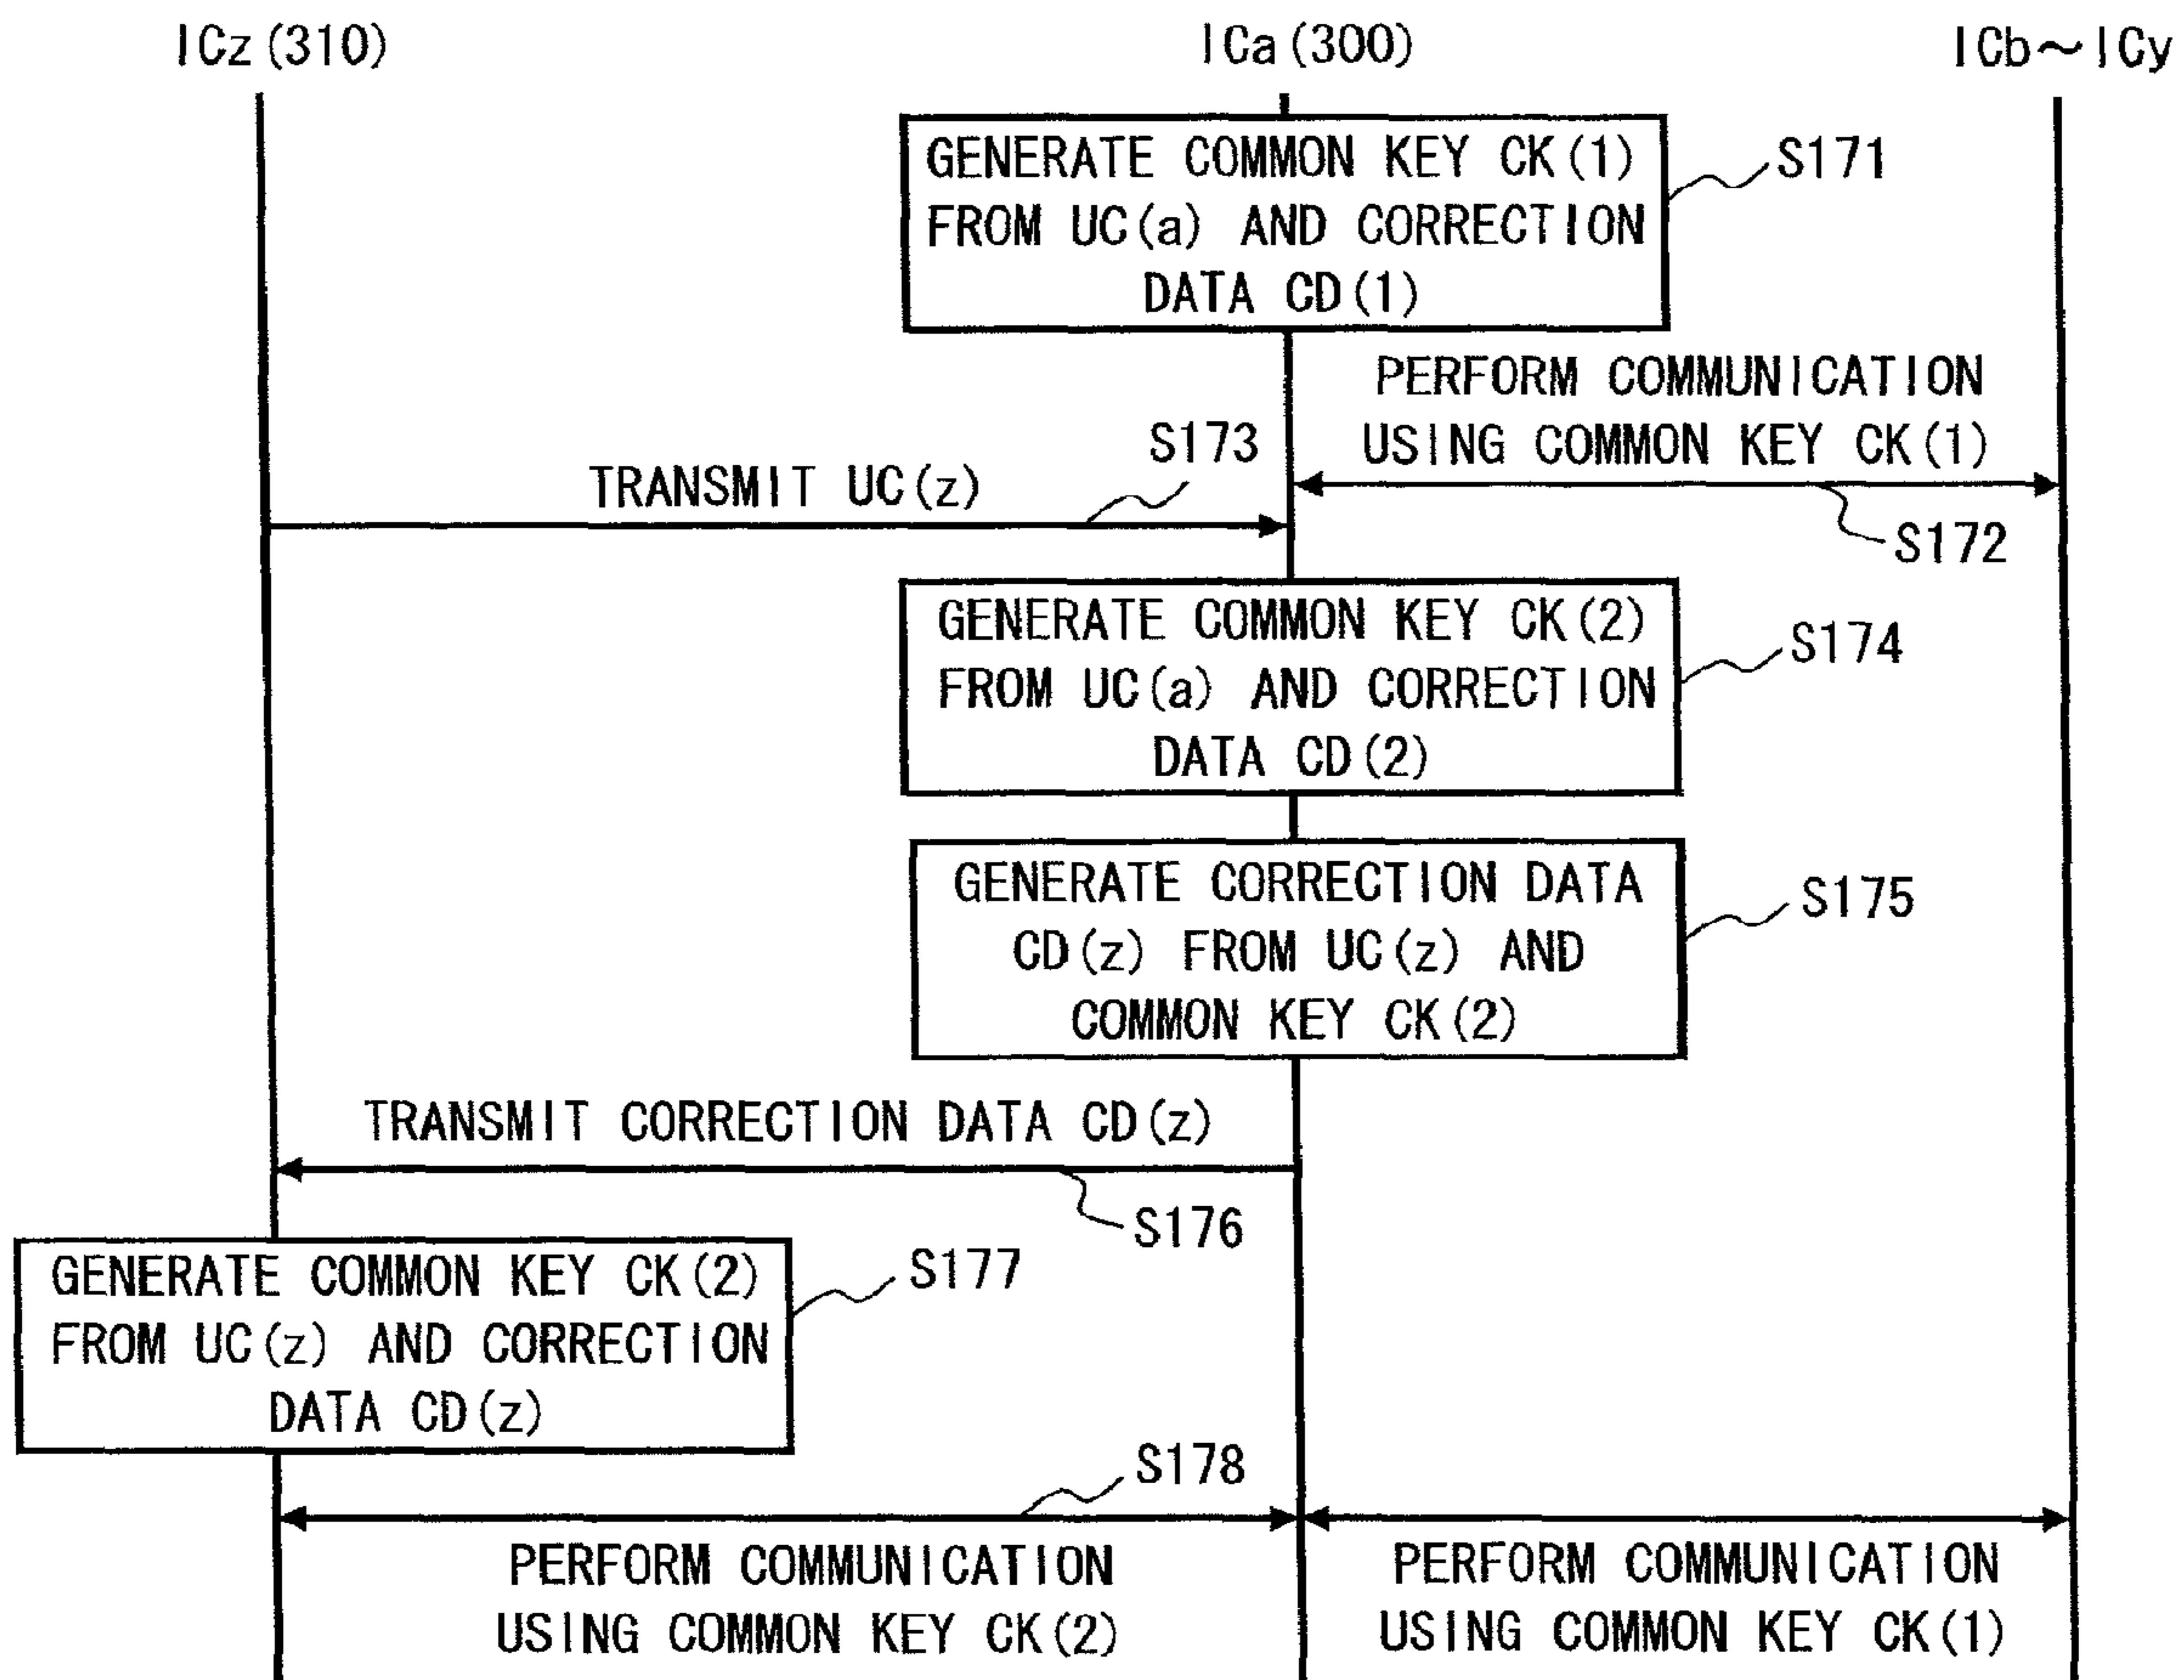 ICz(310)
ICa(300)
ICb～ICy
GENERATE COMMON KEY CK(1)
FROM UC(a) AND CORRECTION
DATA CD(1)
S171
PERFORM COMMUNICATION
USING COMMON KEY CK(1)
S172
S173
TRANSMIT UC(z)
GENERATE COMMON KEY CK(2)
FROM UC(a) AND CORRECTION
DATA CD(2)
S174
GENERATE CORRECTION DATA
CD(z) FROM UC(z) AND
COMMON KEY CK(2)
S175
TRANSMIT CORRECTION DATA CD(z)
S176
GENERATE COMMON KEY CK(2)
FROM UC(z) AND CORRECTION
DATA CD(z)
S177
S178
PERFORM COMMUNICATION
USING COMMON KEY CK(2)
PERFORM COMMUNICATION
USING COMMON KEY CK(1)